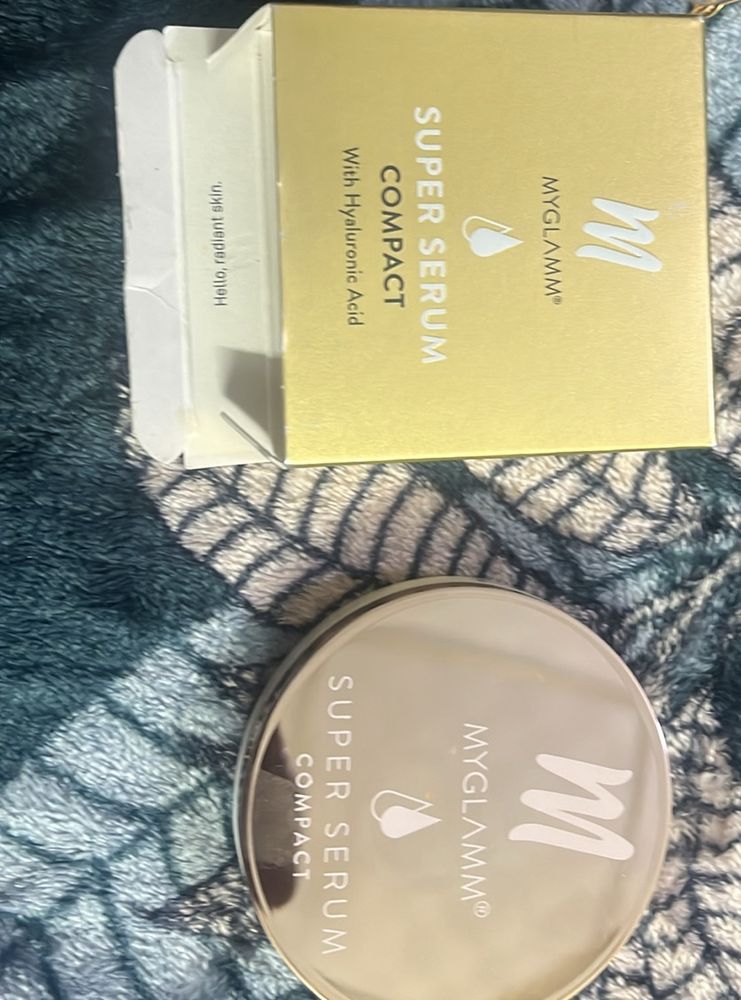 M
MYGLAMM®
SUPER SERUM
COMPACT
With Hyaluronic Acid
Hello, radiant skin.
M
MYGLAMM®
SUPER SERUM
COMPACT